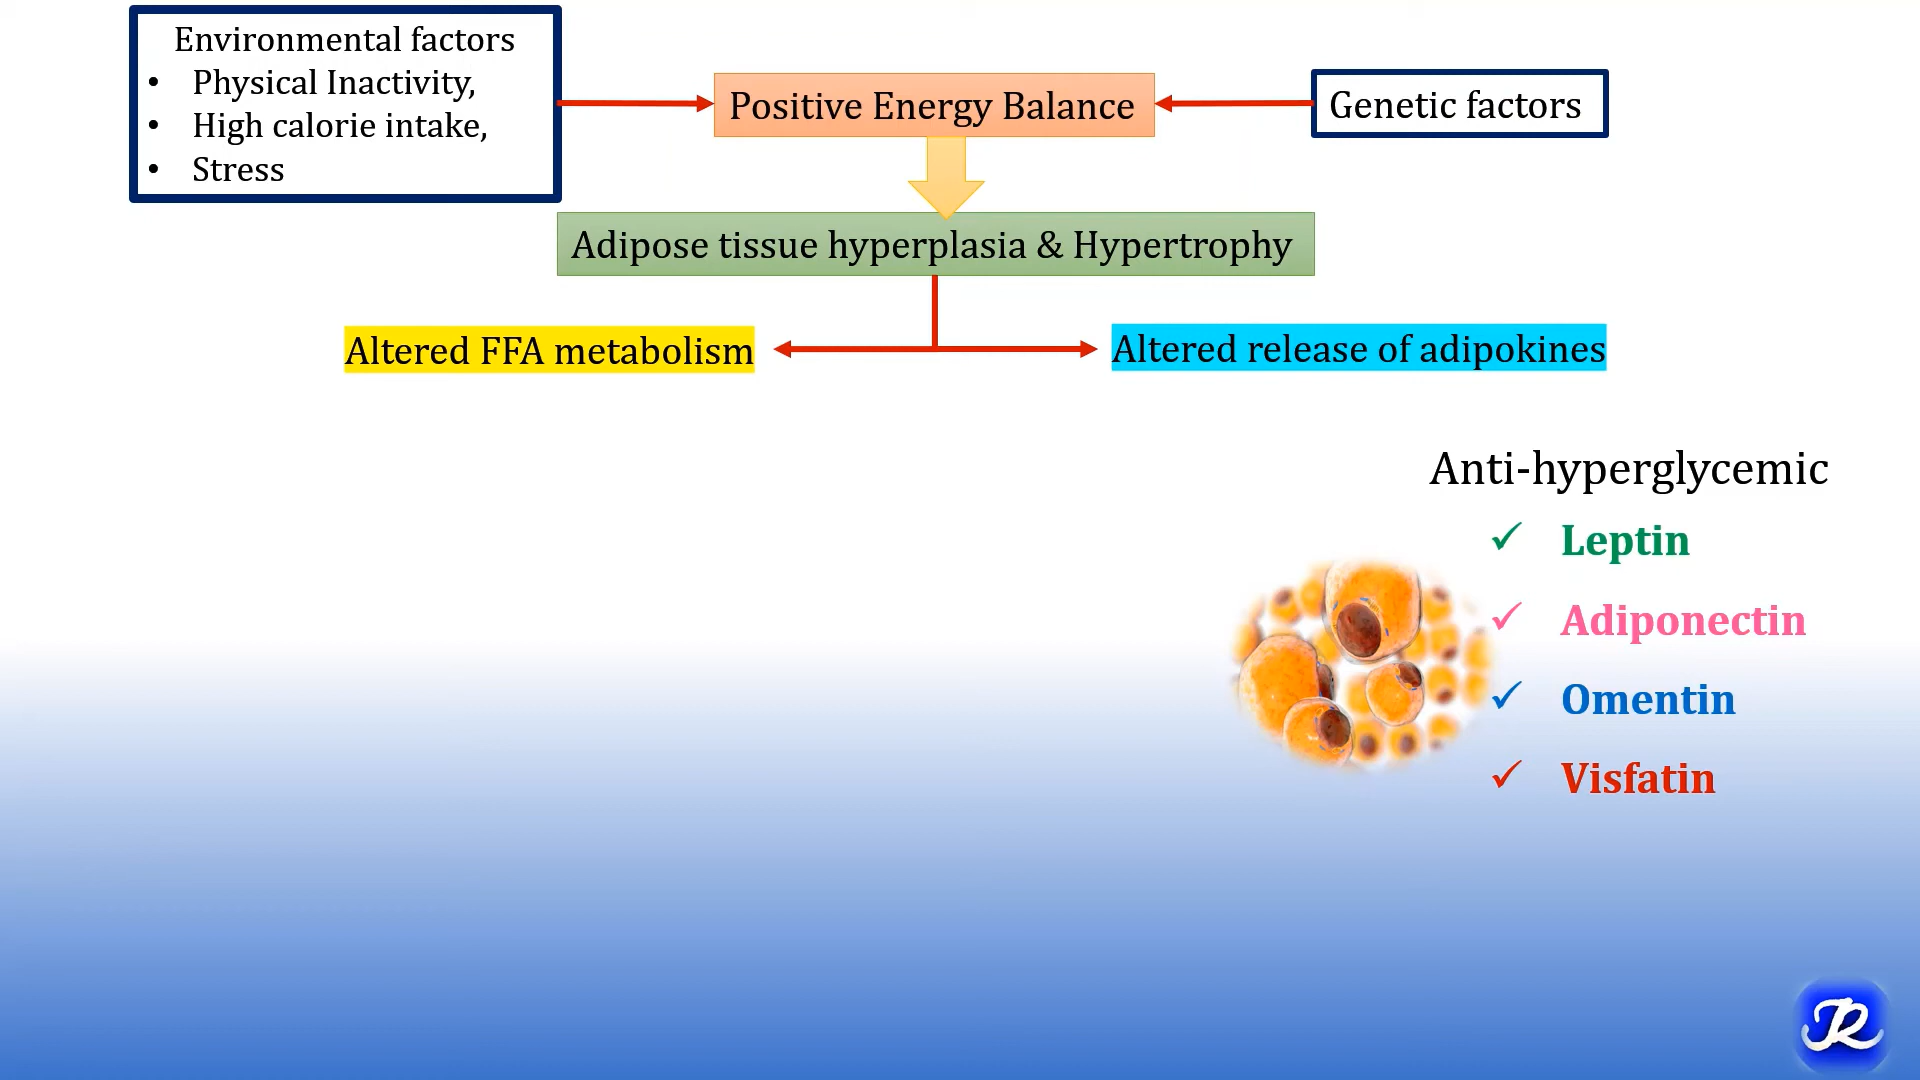 Environmental factors
• Physical Inactivity,
• High calorie intake,
• Stress
Positive Energy Balance
Genetic factors
Adipose tissue hyperplasia & Hypertrophy
Altered FFA metabolism
Altered release of adipokines
Anti-hyperglycemic
✓ Leptin
✓ Adiponectin
✓ Omentin
✓ Visfatin
JR